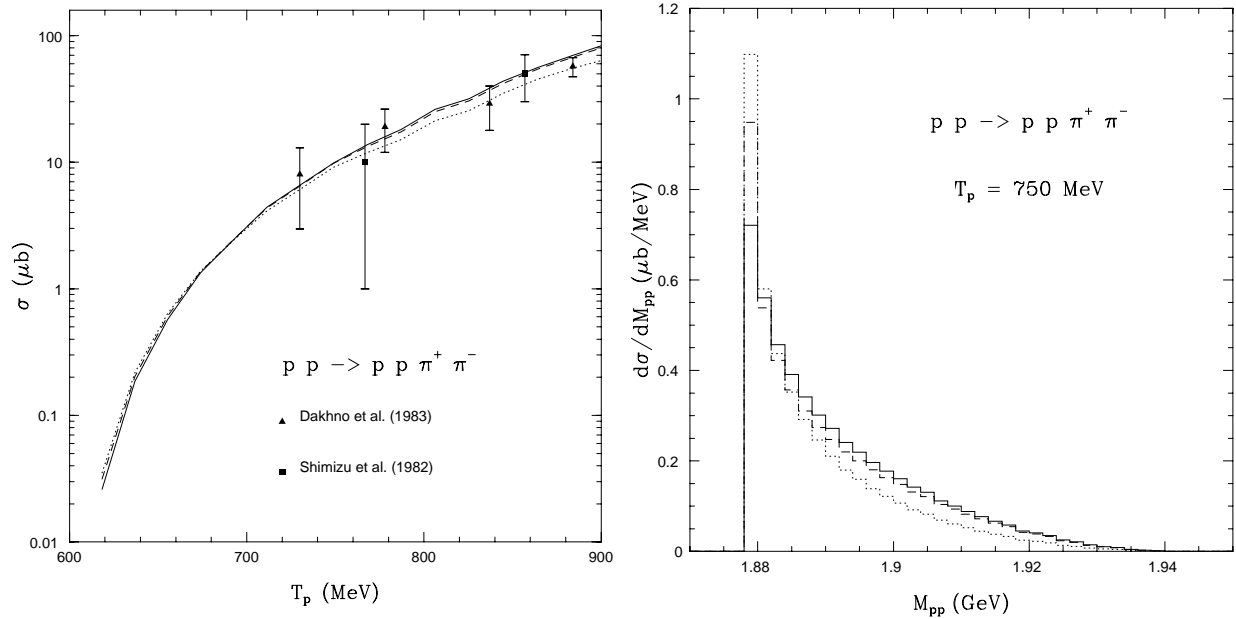 100
10
1
0.1
0.01
600
700
800
900
σ (μb)
T_p (MeV)
p p -> p p π⁺ π⁻
Dakhno et al. (1983)
Shimizu et al. (1982)
1.2
1
0.8
0.6
0.4
0.2
0
1.88
1.9
1.92
1.94
dσ/dM_pp (μb/MeV)
M_pp (GeV)
p p -> p p π⁺ π⁻
T_p = 750 MeV